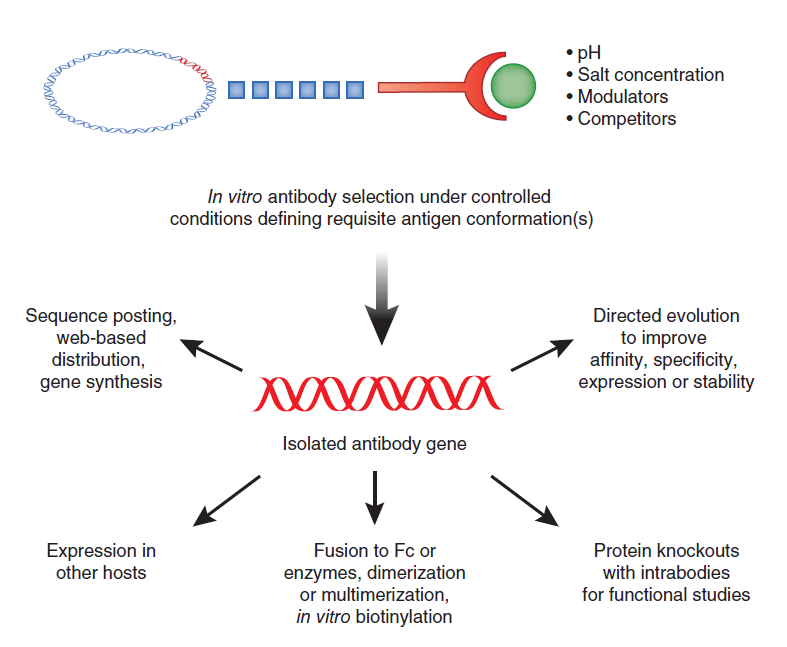 • pH
• Salt concentration
• Modulators
• Competitors
In vitro antibody selection under controlled
conditions defining requisite antigen conformation(s)
Sequence posting,
web-based
distribution,
gene synthesis
Directed evolution
to improve
affinity, specificity,
expression or stability
Isolated antibody gene
Expression in
other hosts
Fusion to Fc or
enzymes, dimerization
or multimerization,
in vitro biotinylation
Protein knockouts
with intrabodies
for functional studies